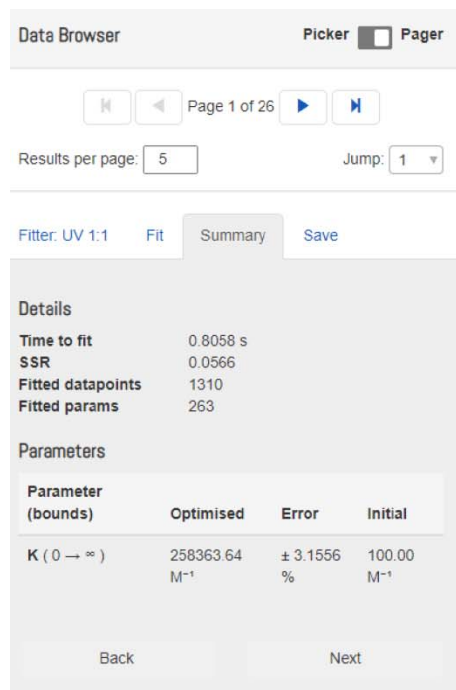 Data Browser Picker Pager
Page 1 of 26
Results per page: 5 Jump: 1
Fitter: UV 1:1 Fit Summary Save
Details
Time to fit 0.8058 s
SSR 0.0566
Fitted datapoints 1310
Fitted params 263
Parameters
Parameter
(bounds) Optimised Error Initial
K ( 0 → ∞ ) 258363.64 ± 3.1556 100.00
M⁻¹ % M⁻¹
Back Next